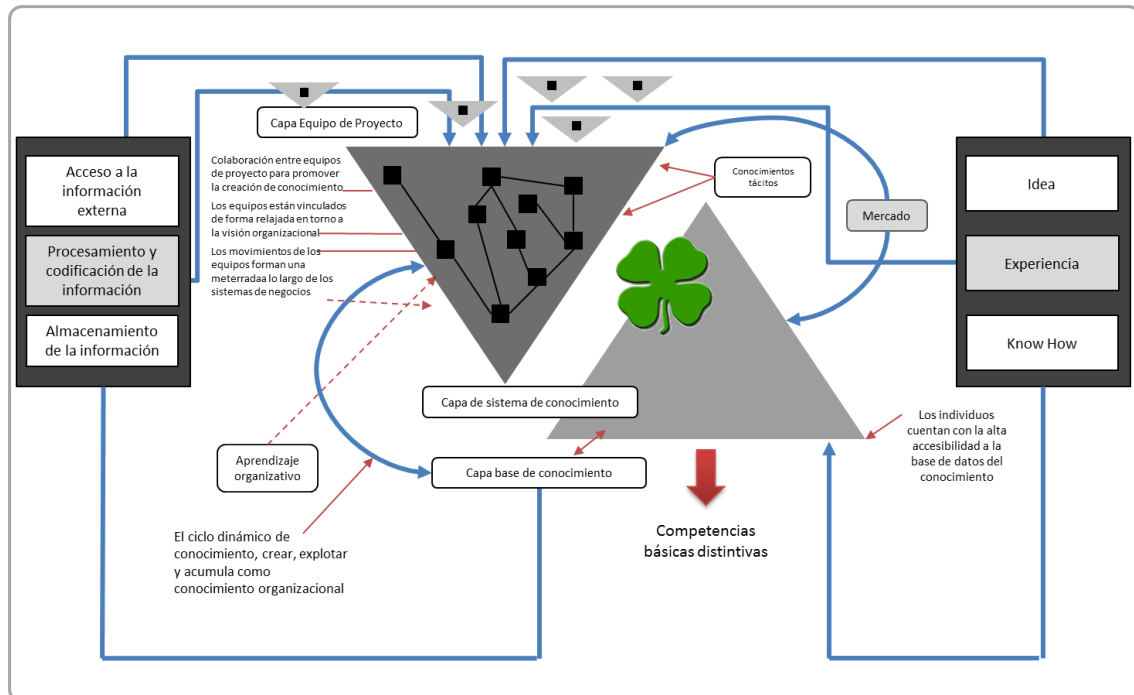 Capa Equipo de Proyecto
Acceso a la
información
externa
Procesamiento y
codificación de la
información
Almacenamiento
de la información
Colaboración entre equipos
de proyecto para promover
la creación de conocimiento
Los equipos están vinculados
de forma relajada en torno a
la visión organizacional
Los movimientos de los
equipos forman una
meterradaa lo largo de los
sistemas de negocios
Conocimientos
tácitos
Mercado
Idea
Experiencia
Know How
Capa de sistema de conocimiento
Aprendizaje
organizativo
Capa base de conocimiento
Los individuos
cuentan con la alta
accesibilidad a la
base de datos del
conocimiento
El ciclo dinámico de
conocimiento, crear, explotar
y acumula como
conocimiento organizacional
Competencias
básicas distintivas